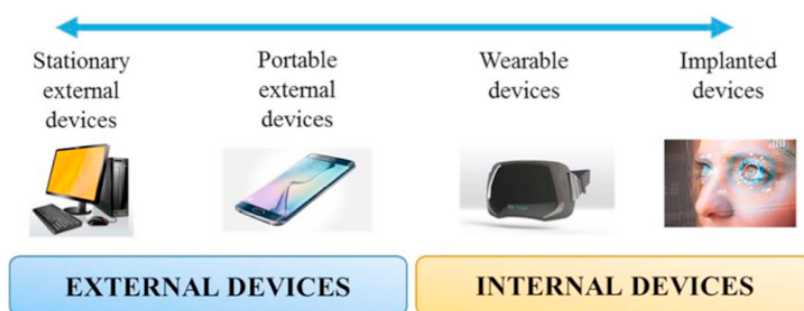 Stationary
external
devices
Portable
external
devices
Wearable
devices
Implanted
devices
EXTERNAL DEVICES
INTERNAL DEVICES